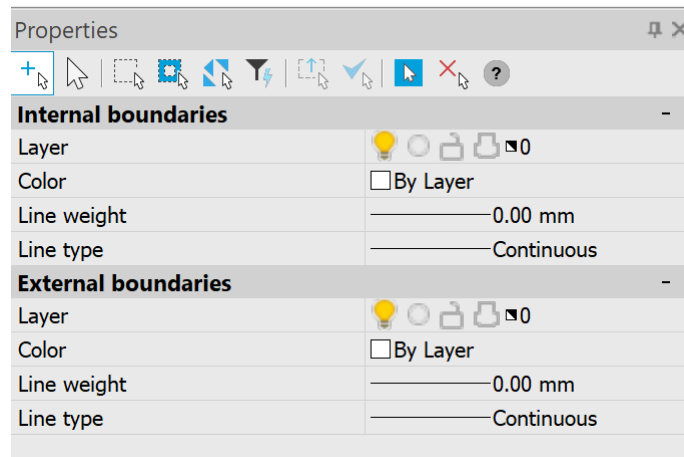 Properties
?
Internal boundaries -
Layer 0
Color By Layer
Line weight 0.00 mm
Line type Continuous
External boundaries -
Layer 0
Color By Layer
Line weight 0.00 mm
Line type Continuous